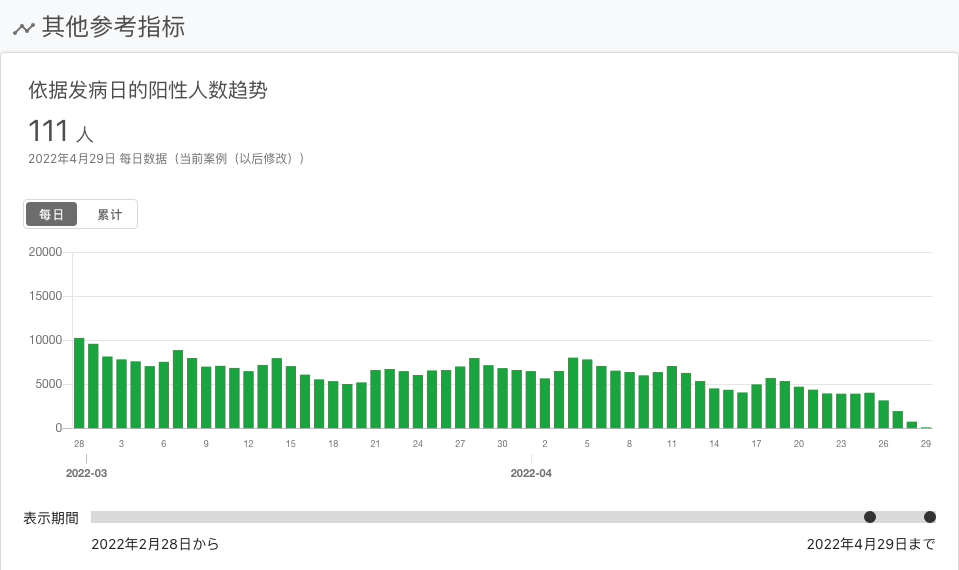 其他参考指标
依据发病日的阳性人数趋势
111 人
2022年4月29日 每日数据（当前案例（以后修改））
每日 累计
20000
15000
10000
5000
0
28 3 6 9 12 15 18 21 24 27 30 2 5 8 11 14 17 20 23 26 29
2022-03 2022-04
表示期間
2022年2月28日から 2022年4月29日まで